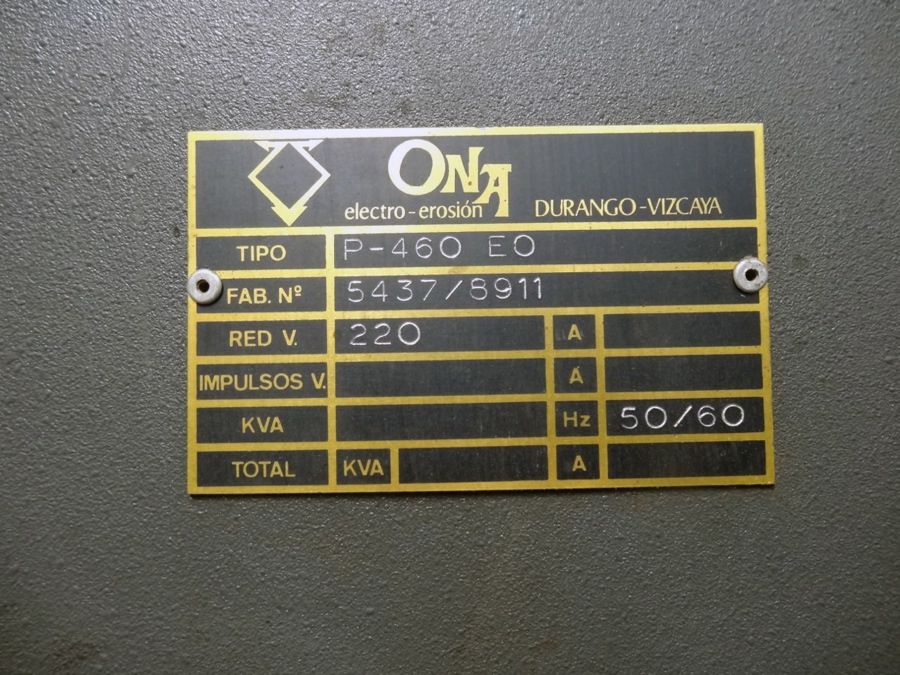 ONA
electro-erosión DURANGO-VIZCAYA
TIPO P-460 EO
FAB. Nº 5437/8911
RED V. 220 A
IMPULSOS V. A
KVA Hz 50/60
TOTAL KVA A